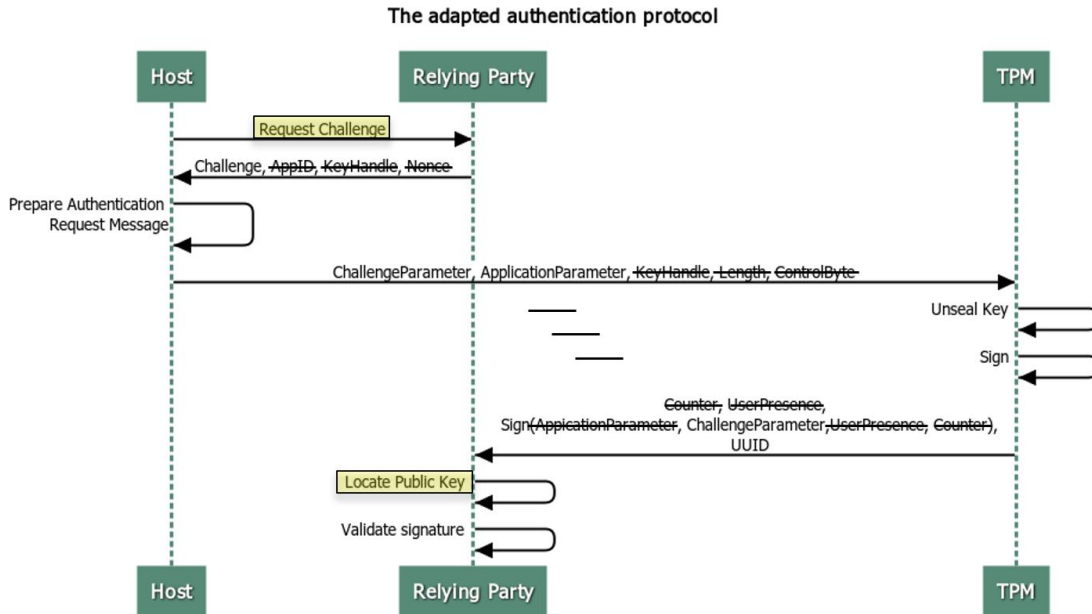 The adapted authentication protocol
Host
Relying Party
TPM
Request Challenge
Challenge, AppID, KeyHandle, Nonce
Prepare Authentication
Request Message
ChallengeParameter, ApplicationParameter, KeyHandle, Length, ControlByte
Unseal Key
Sign
Counter, UserPresence,
Sign(AppicationParameter, ChallengeParameter,UserPresence, Counter),
UUID
Locate Public Key
Validate signature
Host
Relying Party
TPM